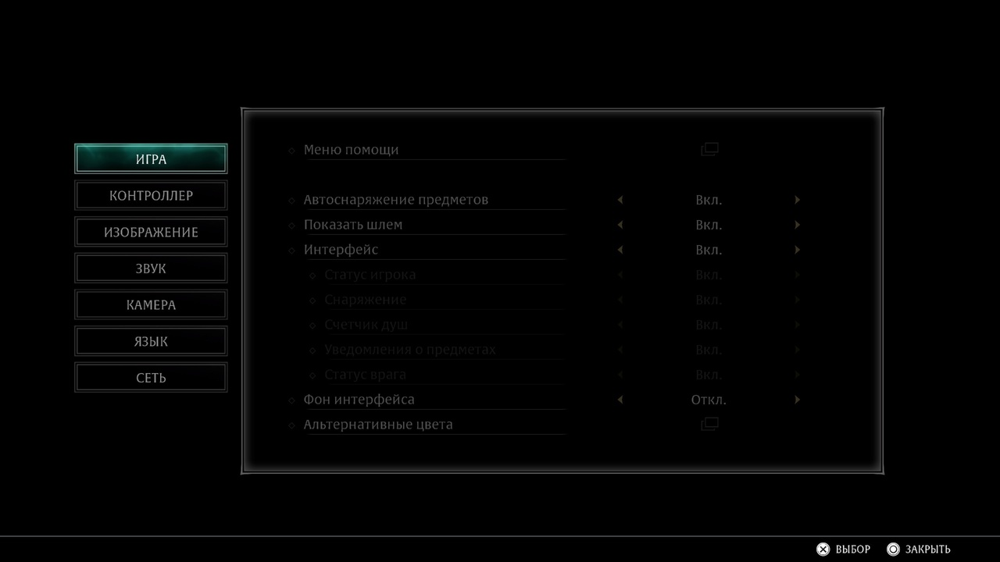 ИГРА
КОНТРОЛЛЕР
ИЗОБРАЖЕНИЕ
ЗВУК
КАМЕРА
ЯЗЫК
СЕТЬ
Меню помощи
Автоснаряжение предметов Вкл.
Показать шлем Вкл.
Интерфейс Вкл.
Статус игрока Вкл.
Снаряжение Вкл.
Счетчик душ Вкл.
Уведомления о предметах Вкл.
Статус врага Вкл.
Фон интерфейса Откл.
Альтернативные цвета
ВЫБОР ЗАКРЫТЬ